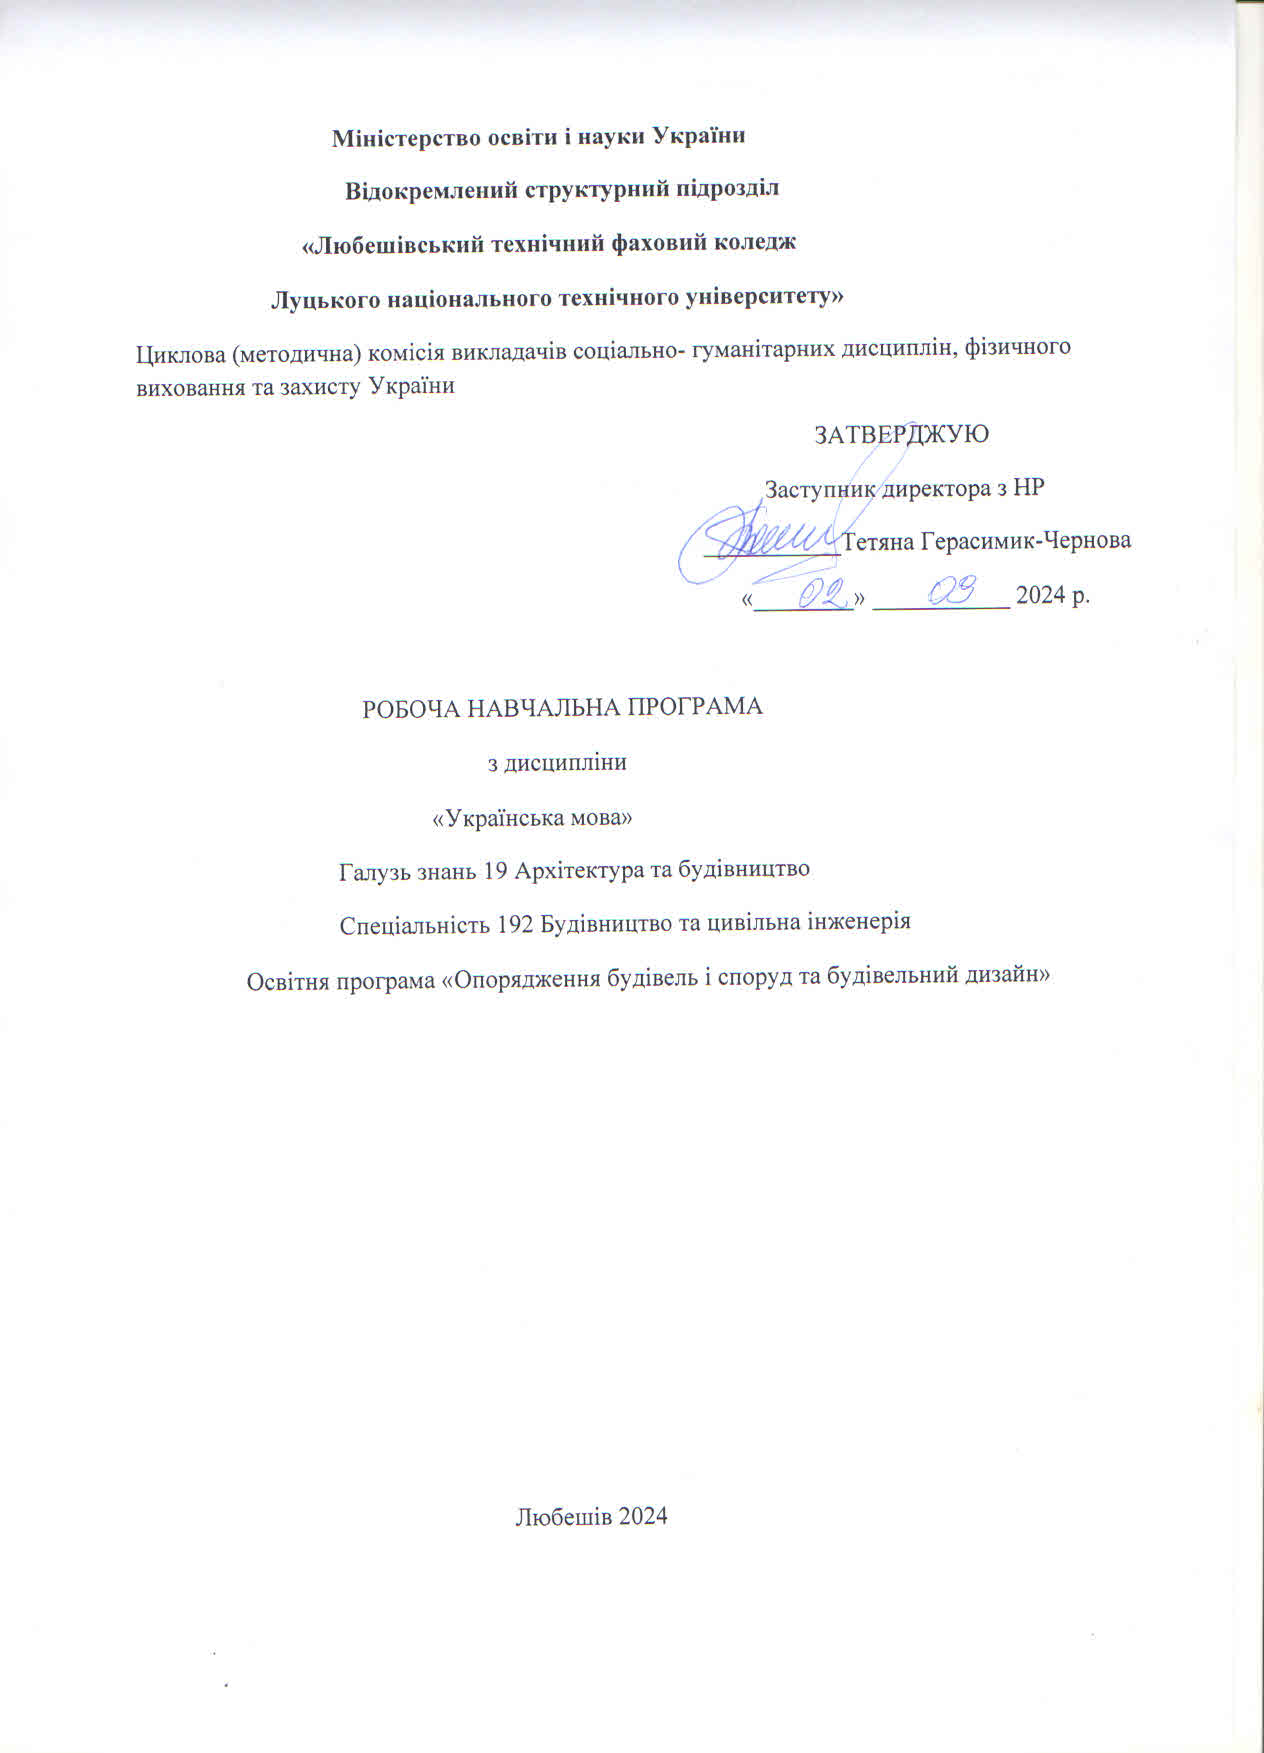 Міністерство освіти і науки України
Відокремлений структурний підрозділ
«Любешівський технічний фаховий коледж
Луцького національного технічного університету»
Циклова (методична) комісія викладачів соціально- гуманітарних дисциплін, фізичного
виховання та захисту України
ЗАТВЕРДЖУЮ
Заступник директора з НР
___________Тетяна Герасимик-Чернова
«________» ___________ 2024 р.
02 09
РОБОЧА НАВЧАЛЬНА ПРОГРАМА
з дисципліни
«Українська мова»
Галузь знань 19 Архітектура та будівництво
Спеціальність 192 Будівництво та цивільна інженерія
Освітня програма «Опорядження будівель і споруд та будівельний дизайн»
Любешів 2024